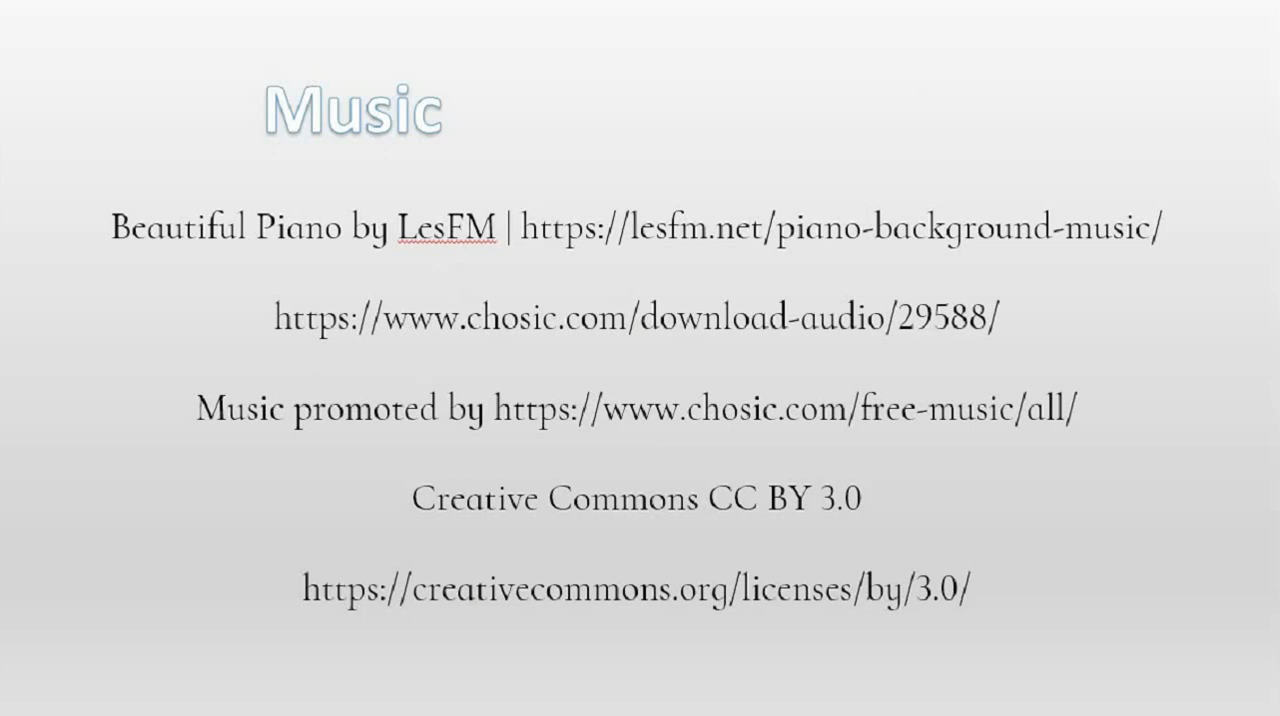 Music
Beautiful Piano by LesFM | https://lesfm.net/piano-background-music/
https://www.chosic.com/download-audio/29588/
Music promoted by https://www.chosic.com/free-music/all/
Creative Commons CC BY 3.0
https://creativecommons.org/licenses/by/3.0/